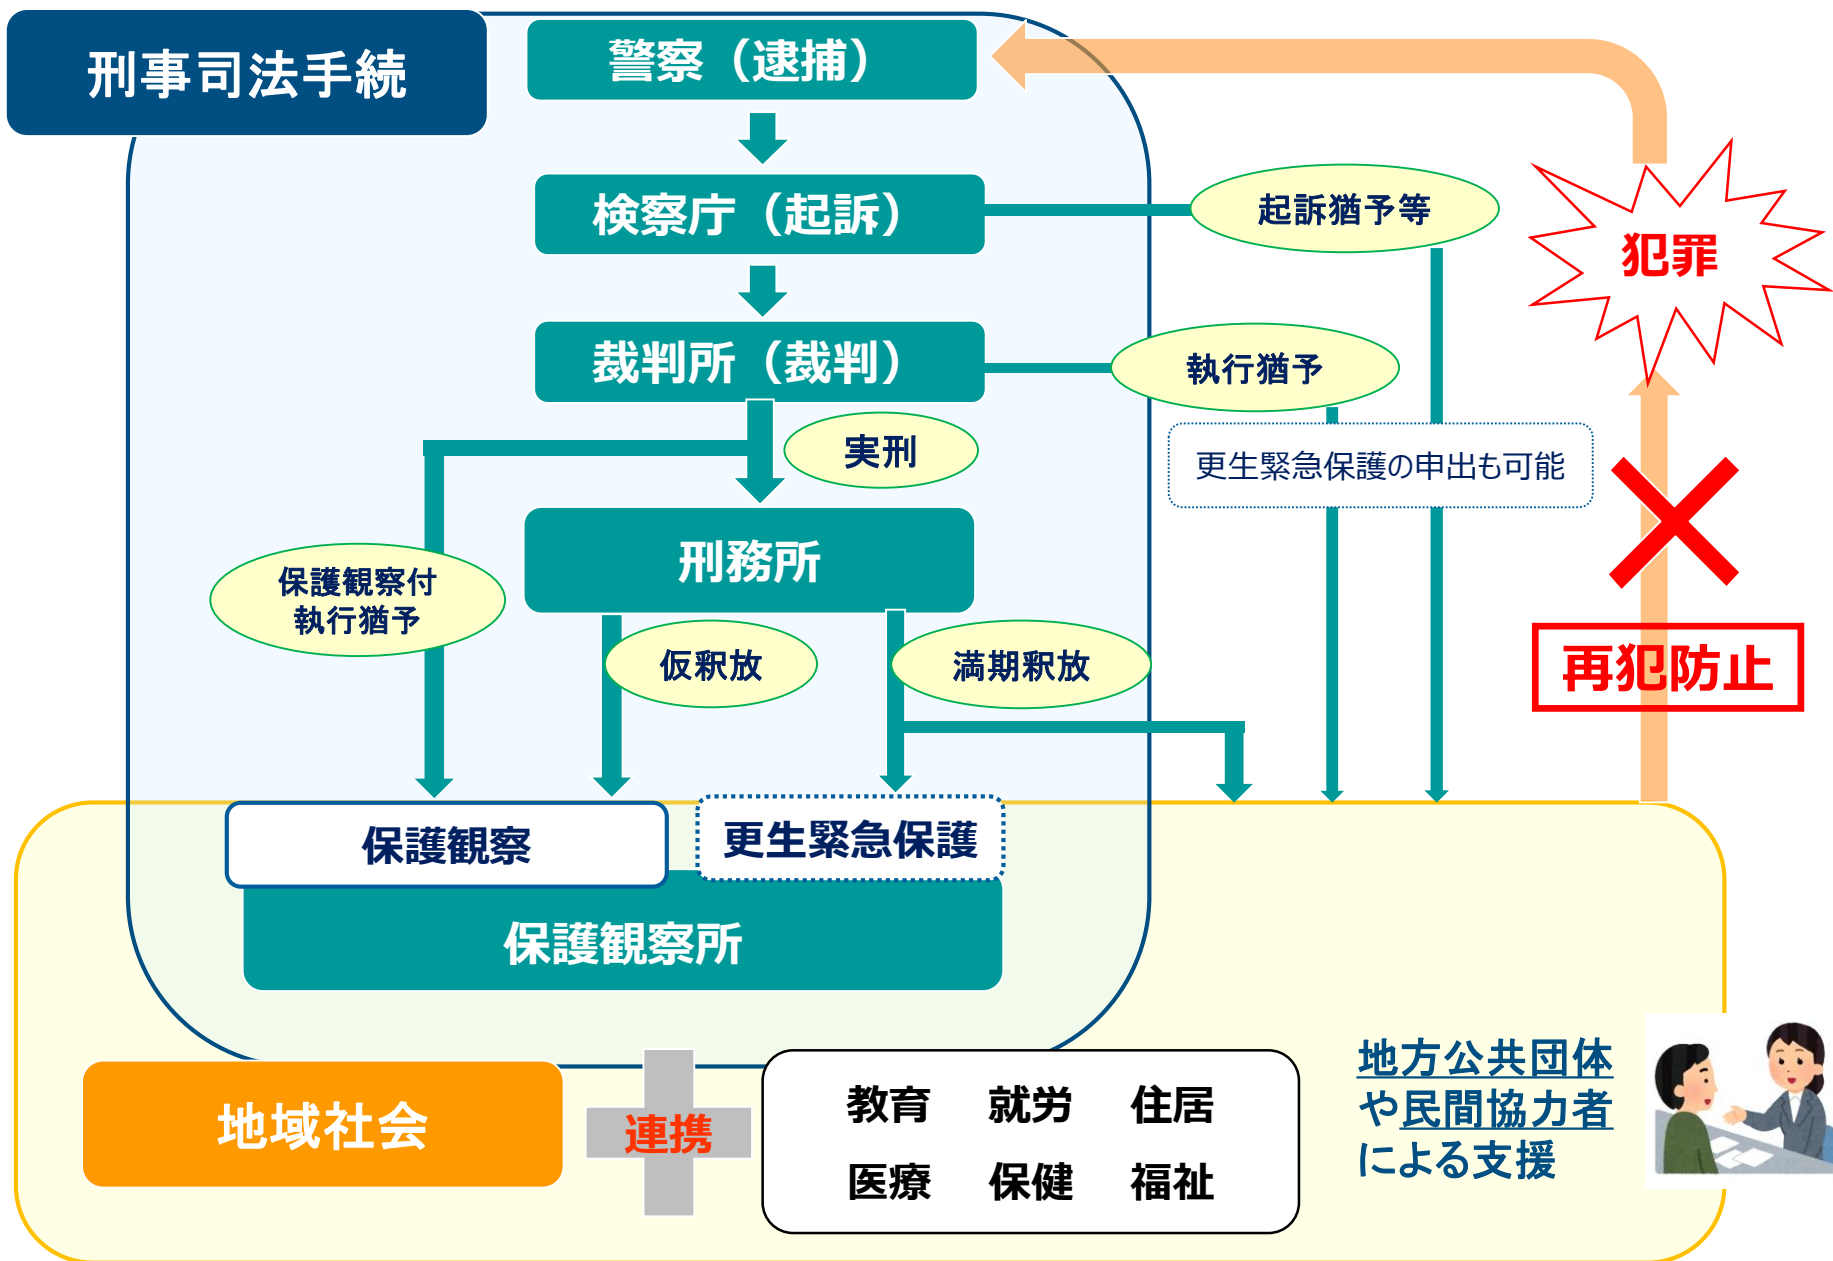 刑事司法手続
警察（逮捕）
検察庁（起訴）
起訴猶予等
犯罪
裁判所（裁判）
執行猶予
実刑
更生緊急保護の申出も可能
刑務所
保護観察付
執行猶予
仮釈放
満期釈放
再犯防止
保護観察
更生緊急保護
保護観察所
地域社会
連携
教育 就労 住居
医療 保健 福祉
地方公共団体
や民間協力者
による支援